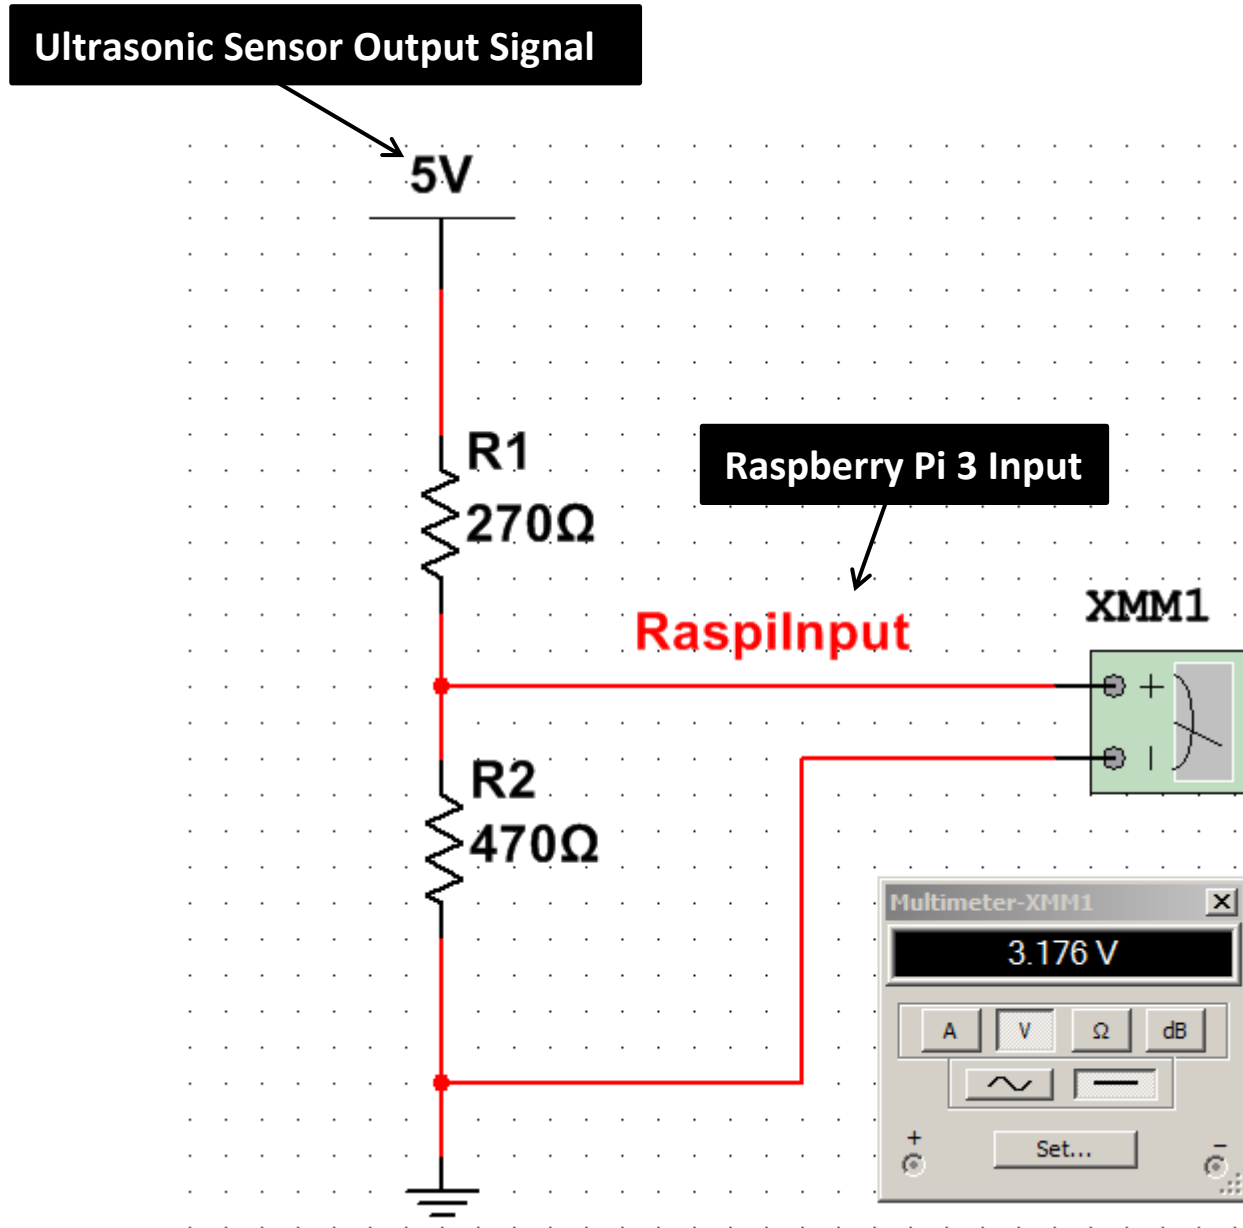 Ultrasonic Sensor Output Signal
5V
R1
270Ω
Raspberry Pi 3 Input
RaspiInput
XMM1
+
−
R2
470Ω
Multimeter-XMM1
3.176 V
A V Ω dB
+ Set... −